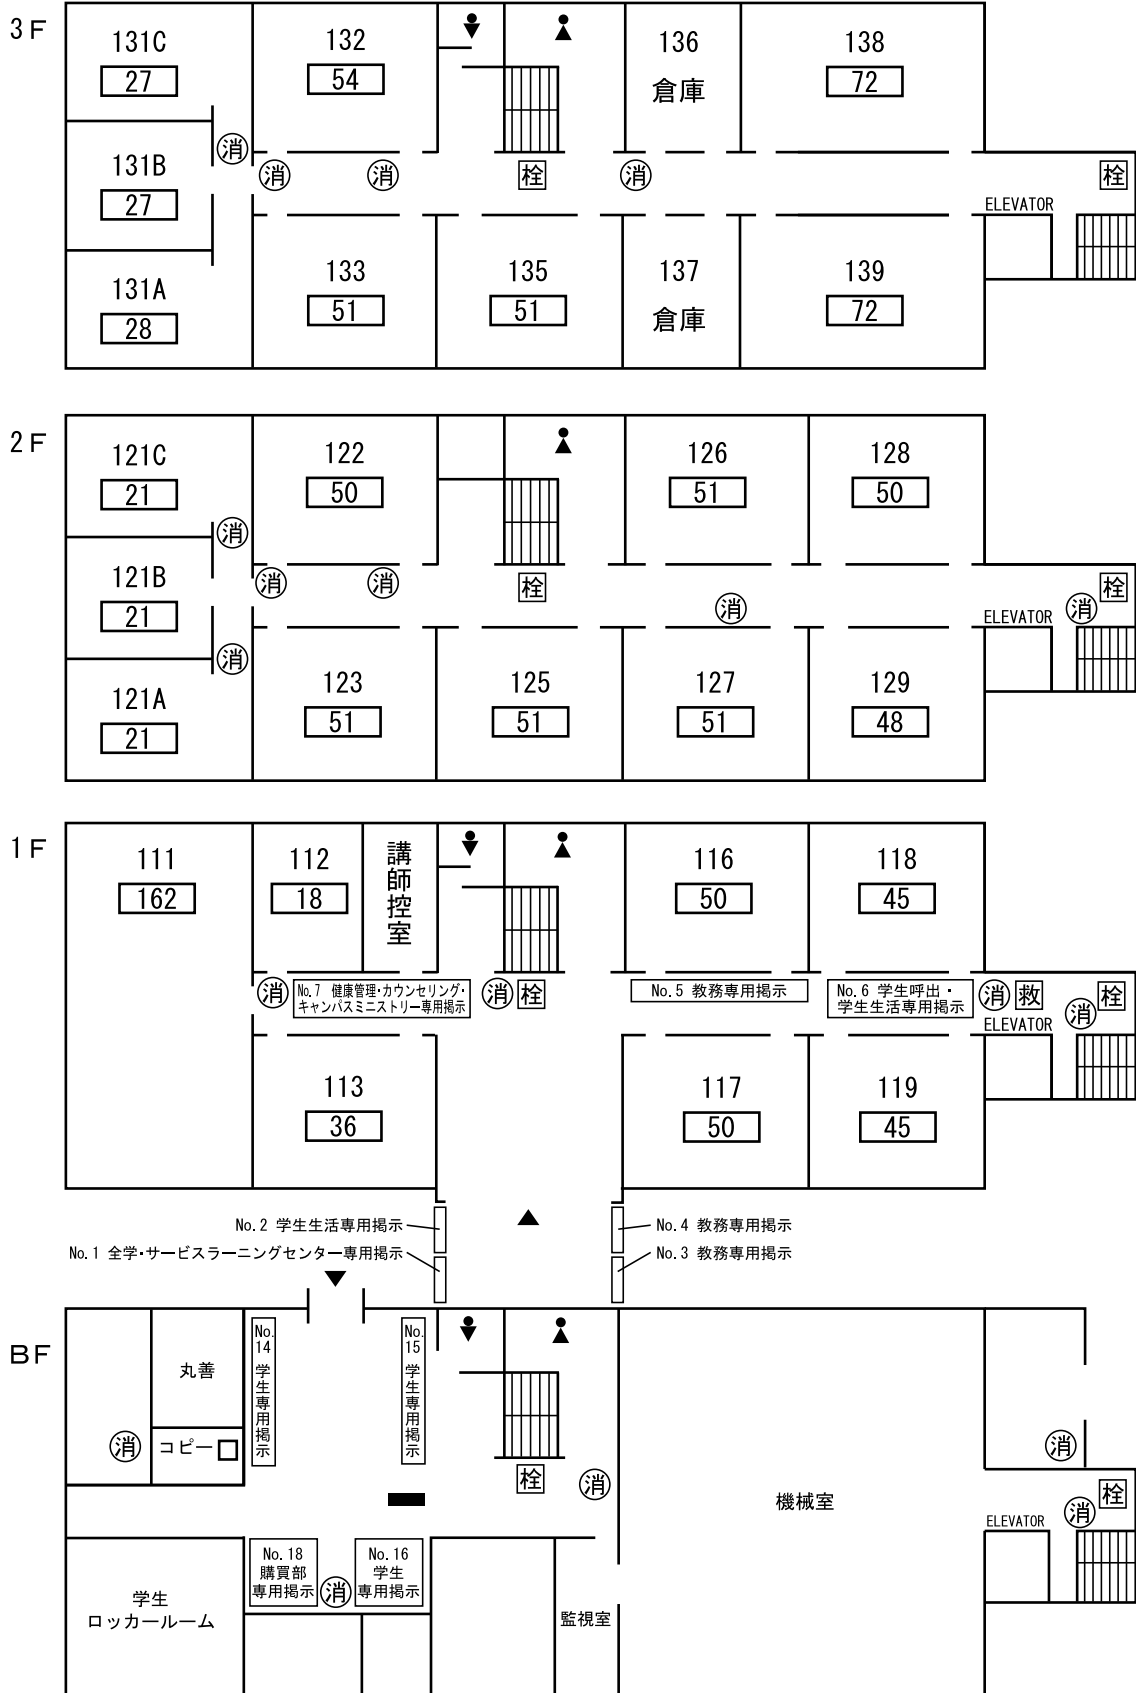 3F
131C
27
132
54
136
倉庫
138
72
131B
27
消
消
消
栓
消
栓
ELEVATOR
131A
28
133
51
135
51
137
倉庫
139
72
2F
121C
21
122
50
126
51
128
50
消
121B
21
消
消
栓
消
消
栓
ELEVATOR
消
121A
21
123
51
125
51
127
51
129
48
1F
111
162
112
18
講師控室
116
50
118
45
消
No.7 健康管理・カウンセリング・
キャンパスミニストリー専用掲示
消
栓
No.5 教務専用掲示
No.6 学生呼出・
学生生活専用掲示
消
救
消
栓
ELEVATOR
113
36
117
50
119
45
No.2 学生生活専用掲示
No.4 教務専用掲示
No.1 全学・サービスラーニングセンター専用掲示
No.3 教務専用掲示
BF
丸善
No.14 学生専用掲示
No.15 学生専用掲示
消
コピー
栓
消
機械室
消
栓
消
ELEVATOR
No.18
購買部
専用掲示
消
No.16
学生
専用掲示
学生
ロッカールーム
監視室